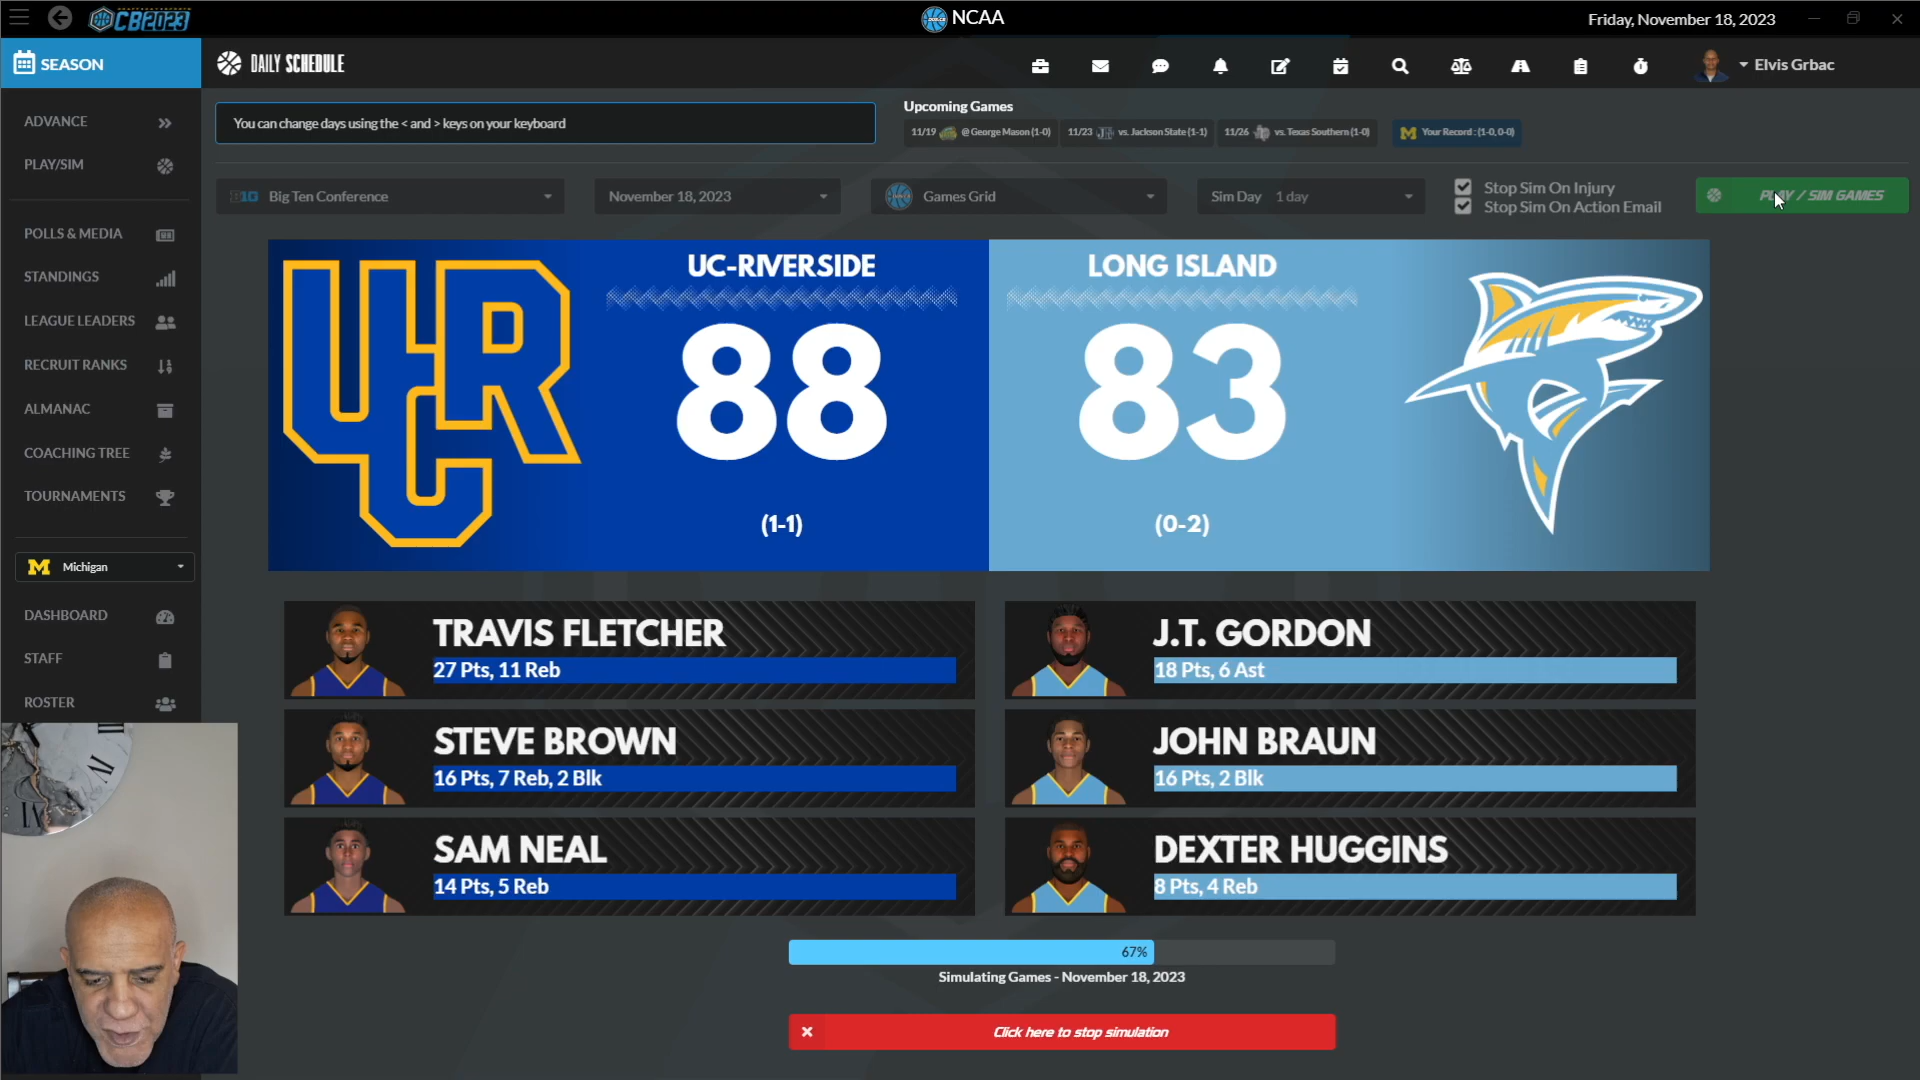 CB2023
NCAA
Friday, November 18, 2023
SEASON
DAILY SCHEDULE
Elvis Grbac
ADVANCE
PLAY/SIM
POLLS & MEDIA
STANDINGS
LEAGUE LEADERS
RECRUIT RANKS
ALMANAC
COACHING TREE
TOURNAMENTS
Michigan
DASHBOARD
STAFF
ROSTER
You can change days using the < and > keys on your keyboard
Upcoming Games
11/19 @ George Mason (1-0)
11/23 vs. Jackson State (1-1)
11/26 vs. Texas Southern (1-0)
Your Record : (1-0, 0-0)
B1G Big Ten Conference
November 18, 2023
Games Grid
Sim Day 1 day
Stop Sim On Injury
Stop Sim On Action Email
PLAY / SIM GAMES
UCR
UC-RIVERSIDE
88
(1-1)
LONG ISLAND
83
(0-2)
TRAVIS FLETCHER
27 Pts, 11 Reb
STEVE BROWN
16 Pts, 7 Reb, 2 Blk
SAM NEAL
14 Pts, 5 Reb
J.T. GORDON
18 Pts, 6 Ast
JOHN BRAUN
16 Pts, 2 Blk
DEXTER HUGGINS
8 Pts, 4 Reb
67%
Simulating Games - November 18, 2023
Click here to stop simulation